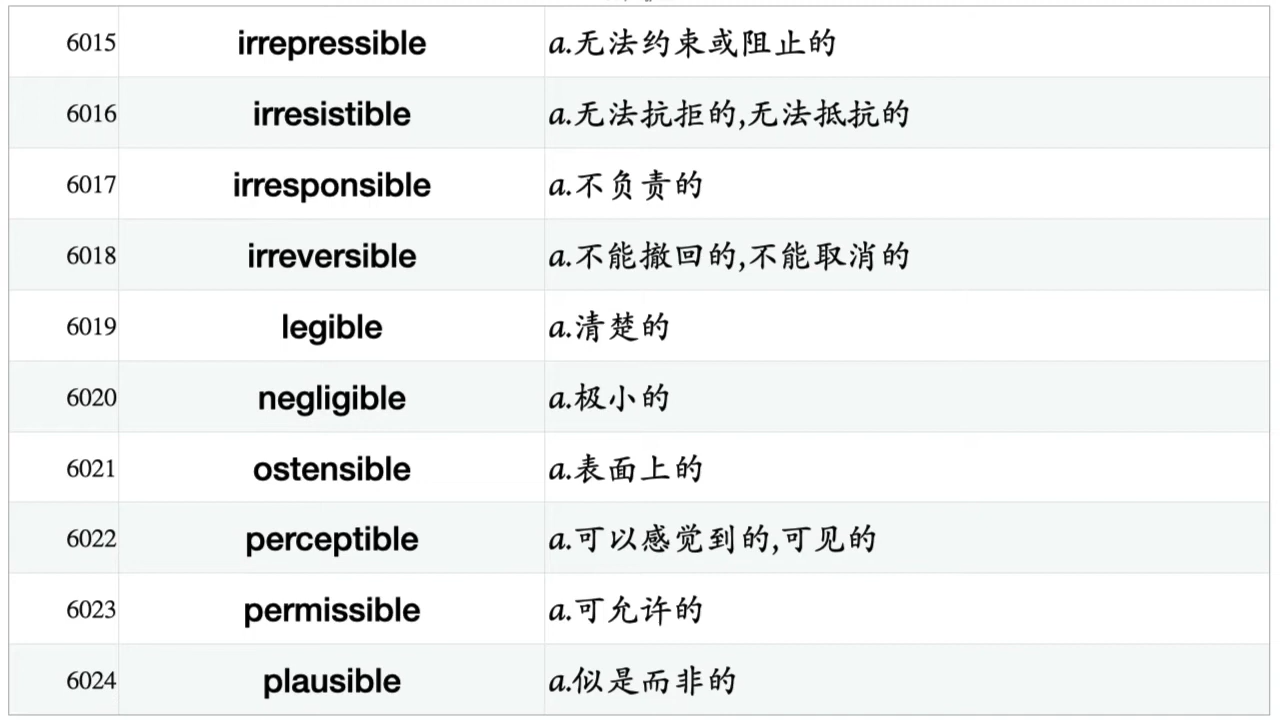 6015 irrepressible a.无法约束或阻止的
6016 irresistible a.无法抗拒的,无法抵抗的
6017 irresponsible a.不负责的
6018 irreversible a.不能撤回的,不能取消的
6019 legible a.清楚的
6020 negligible a.极小的
6021 ostensible a.表面上的
6022 perceptible a.可以感觉到的,可见的
6023 permissible a.可允许的
6024 plausible a.似是而非的